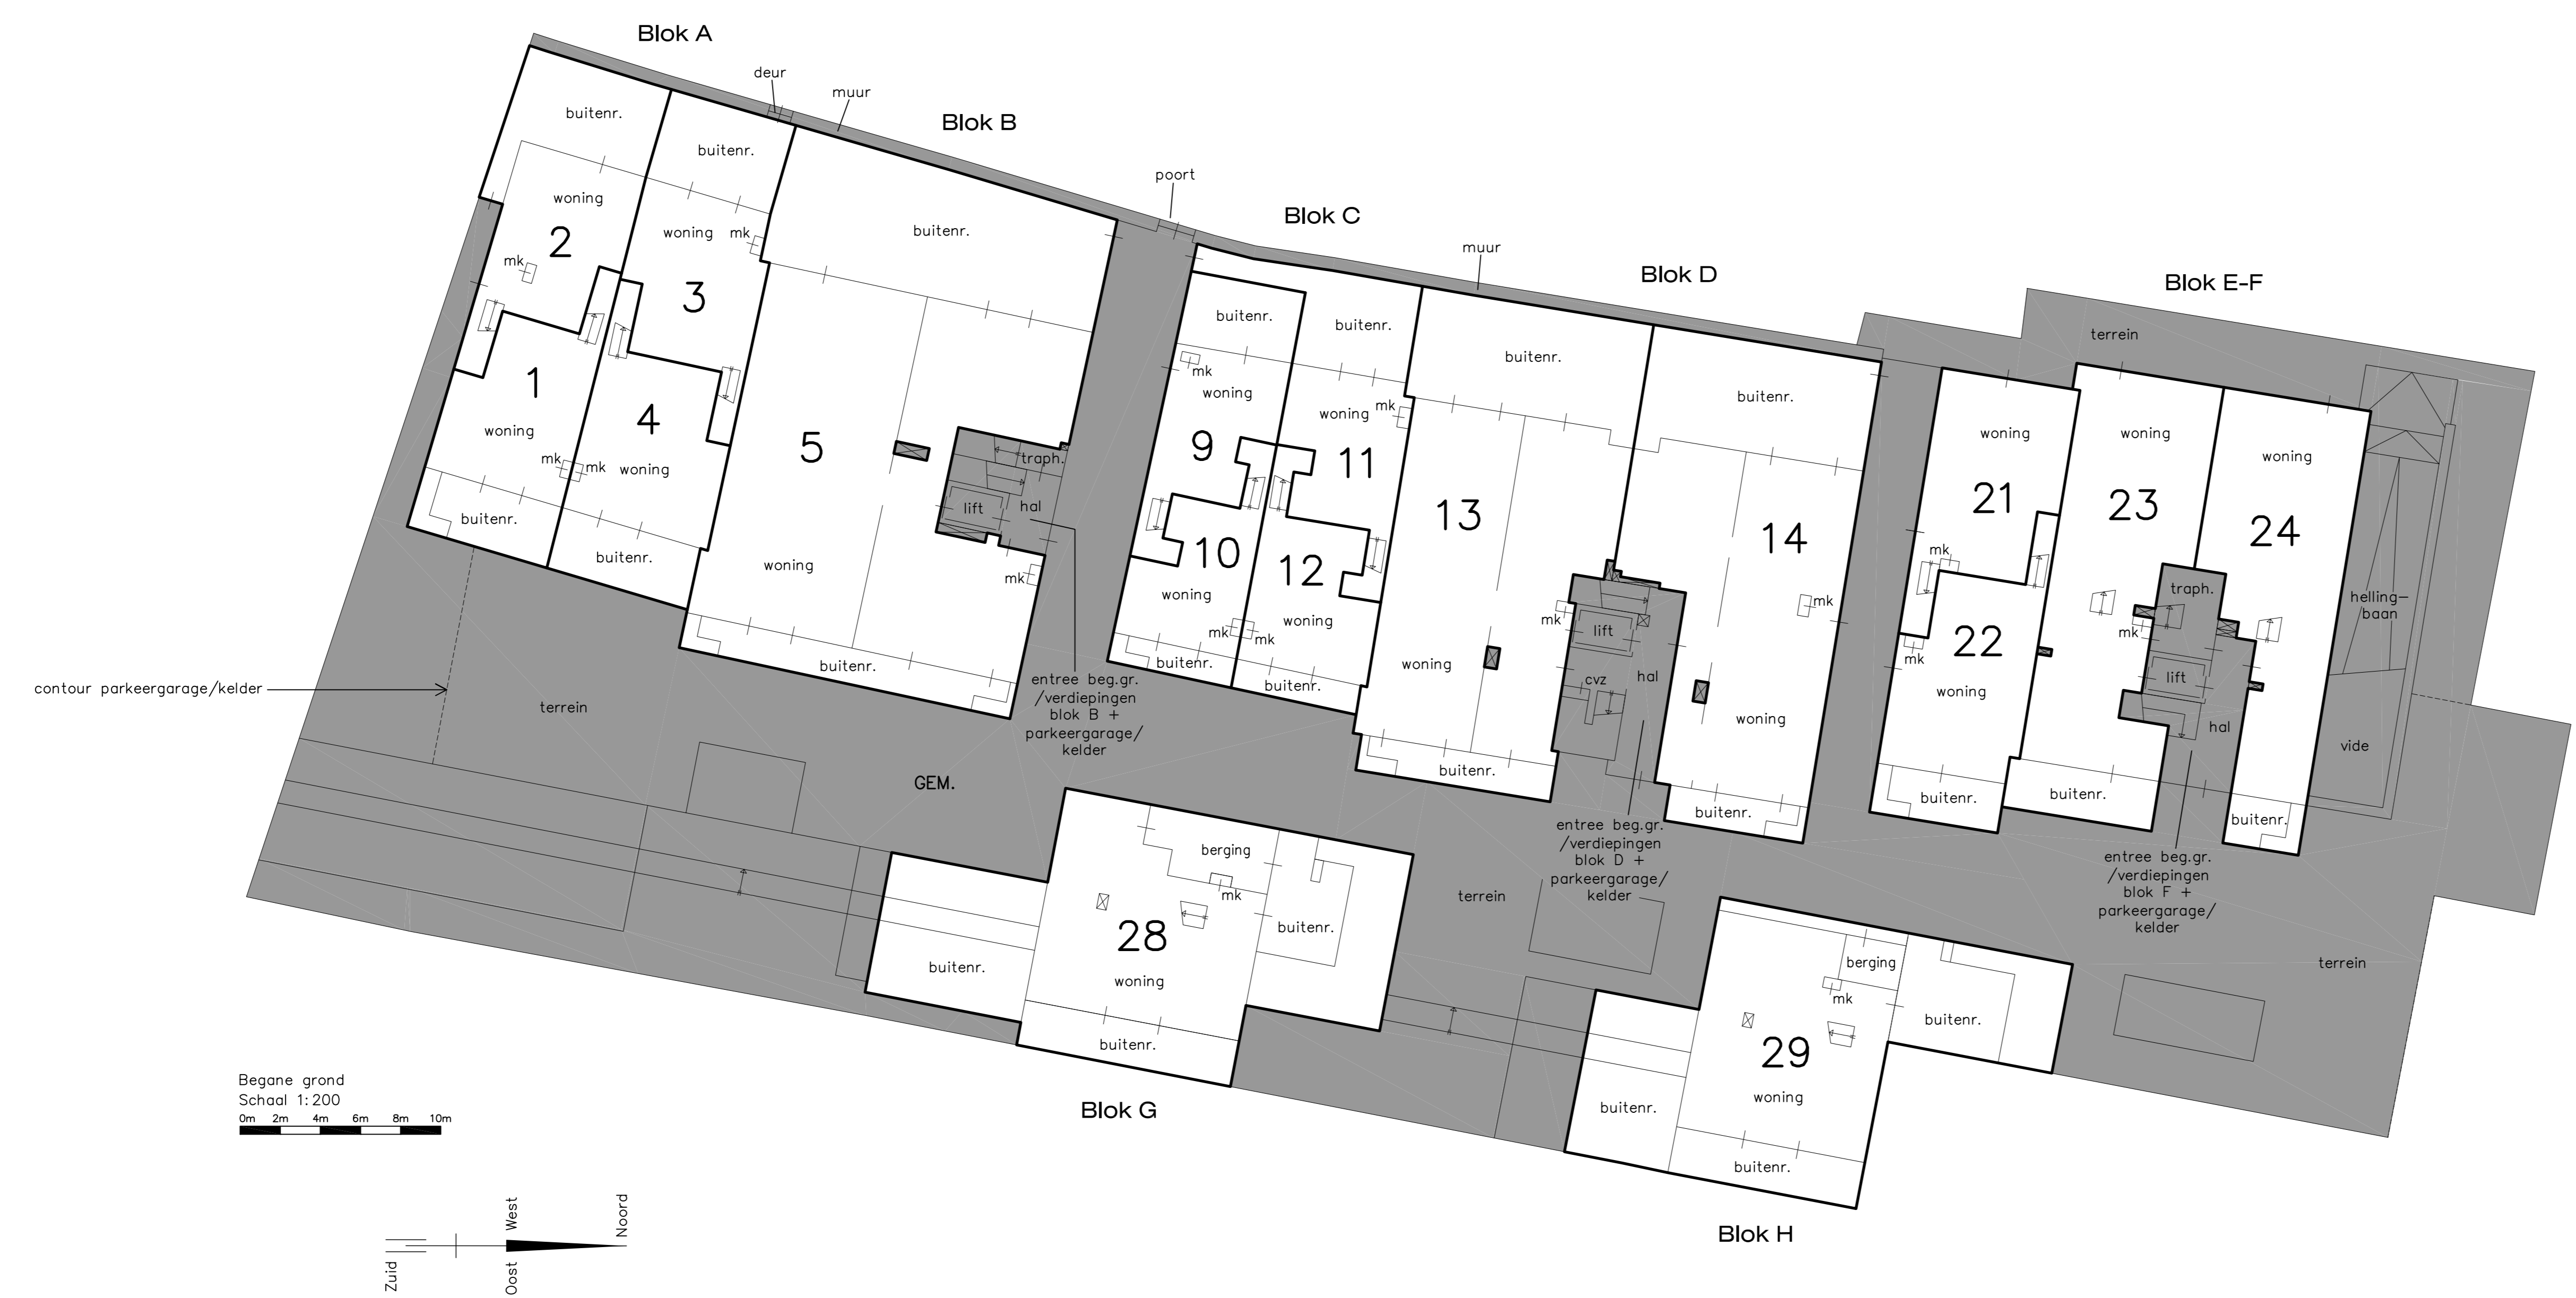 Blok A
deur
muur
Blok B
poort
Blok C
muur
Blok D
Blok E-F
buitenr.
woning
2
mk
buitenr.
woning
mk
3
1
woning
mk
buitenr.
4
mk
woning
buitenr.
buitenr.
5
woning
traph.
lift
hal
mk
buitenr.
entree beg.gr.
/verdiepingen
blok B +
parkeergarage/
kelder
buitenr.
mk
woning
9
10
woning
mk
buitenr.
buitenr.
woning
mk
11
12
woning
mk
buitenr.
buitenr.
13
woning
buitenr.
mk
lift
cvz
hal
entree beg.gr.
/verdiepingen
blok D +
parkeergarage/
kelder
buitenr.
14
mk
woning
buitenr.
terrein
woning
21
mk
22
mk
woning
buitenr.
woning
23
mk
buitenr.
traph.
lift
hal
woning
24
buitenr.
helling-
baan
vide
entree beg.gr.
/verdiepingen
blok F +
parkeergarage/
kelder
contour parkeergarage/kelder
terrein
GEM.
terrein
terrein
berging
mk
28
woning
buitenr.
buitenr.
buitenr.
Blok G
berging
mk
29
woning
buitenr.
buitenr.
buitenr.
Blok H
Begane grond
Schaal 1:200
0m 2m 4m 6m 8m 10m
Zuid
Oost
West
Noord